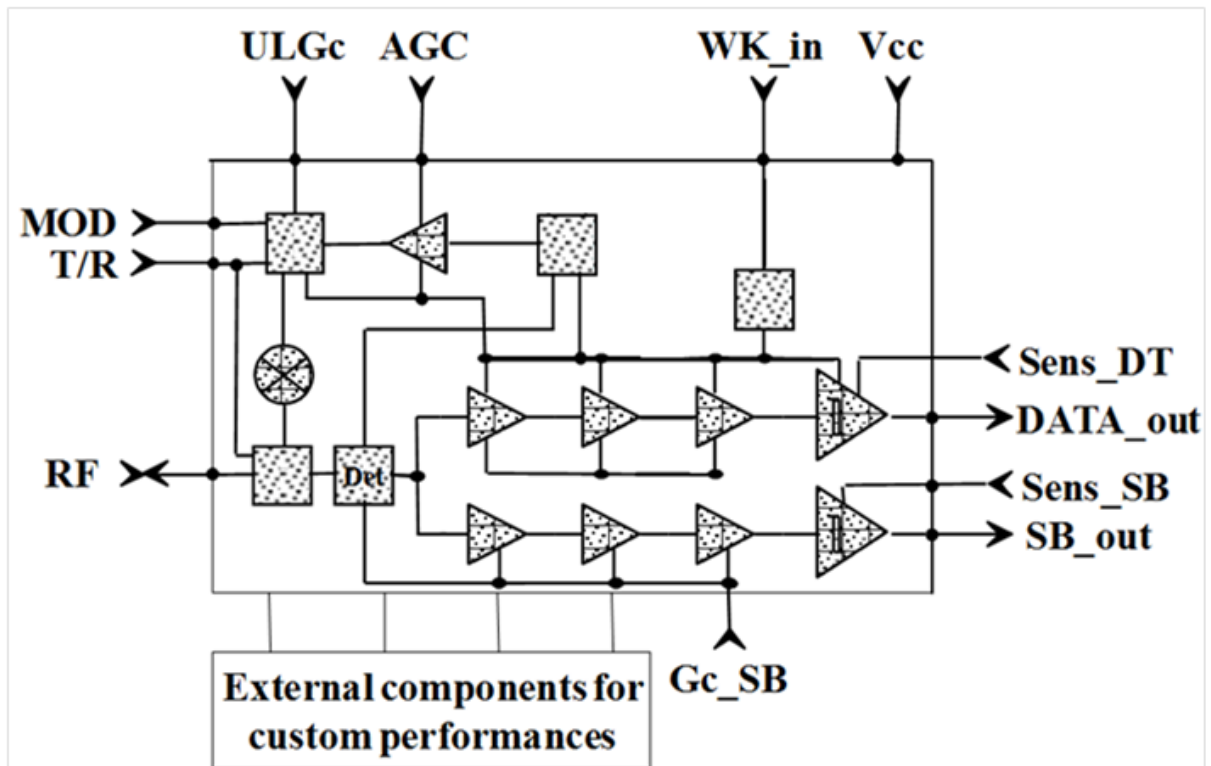 ULGc AGC WK_in Vcc
MOD
T/R
Sens_DT
DATA_out
RF
Det
Sens_SB
SB_out
Gc_SB
External components for
custom performances